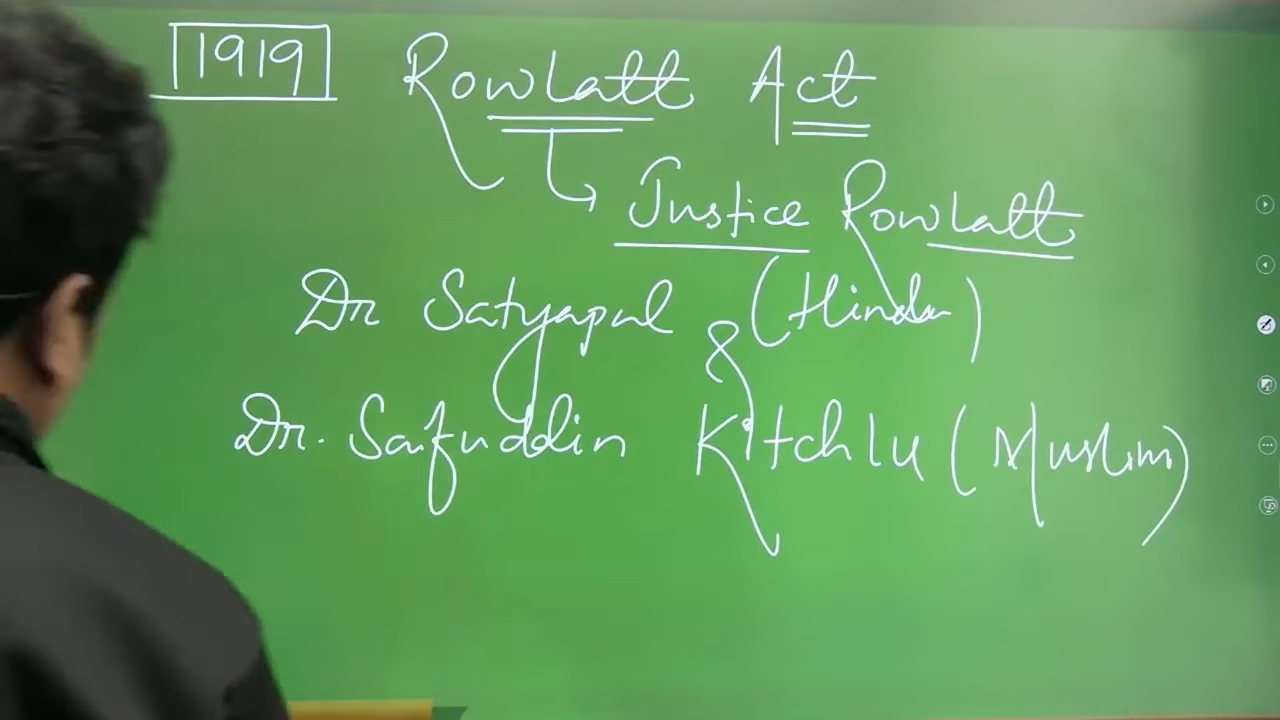 1919 Rowlatt Act
Justice Rowlatt
Dr Satyapal (Hindu)
&
Dr. Saifuddin Kitchlu (Muslim)